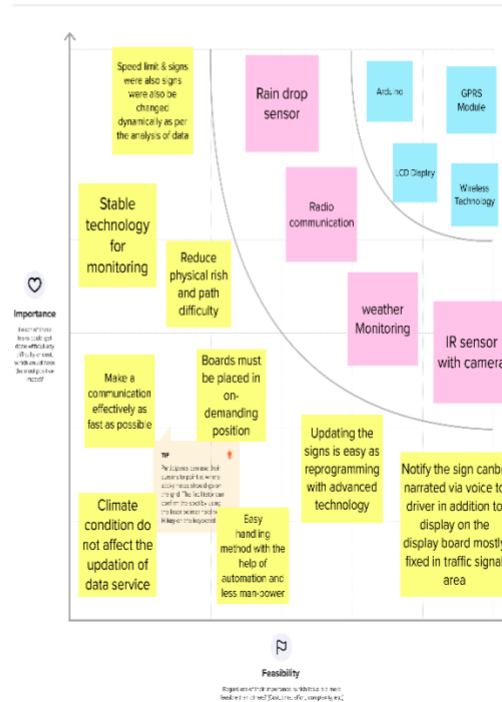 Speed limit & signs
were also signs
were also be
changed
dynamically as per
the analysis of data
Rain drop
sensor
Arduino
GPRS
Module
LCD Display
Wireless
Technology
Stable
technology
for
monitoring
Radio
communication
Reduce
physical rish
and path
difficulty
weather
Monitoring
IR sensor
with camera
Importance
Make a
communication
effectively as
fast as possible
Boards must
be placed in
on-
demanding
position
TIP
Updating the
signs is easy as
reprogramming
with advanced
technology
Notify the sign canbe
narrated via voice to
driver in addition to
display on the
display board mostly
fixed in traffic signal
area
Climate
condition do
not affect the
updation of
data service
Easy
handling
method with the
help of
automation and
less man-power
Feasibility